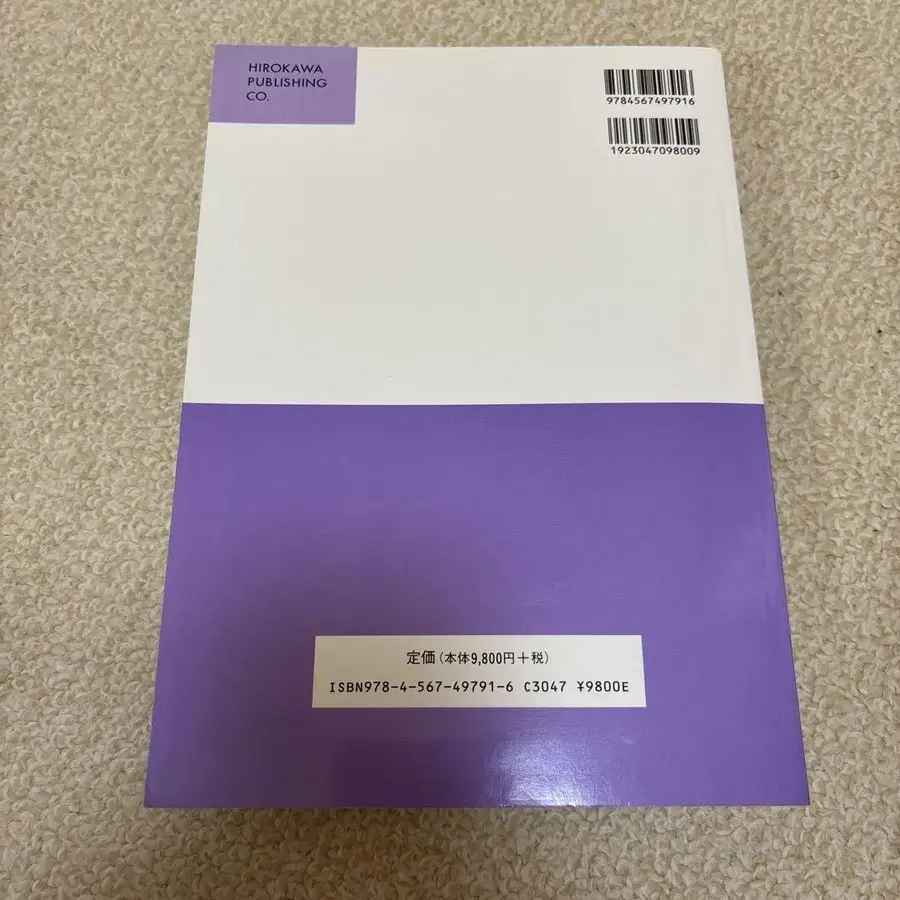 HIROKAWA
PUBLISHING
CO.
9784567497916
1923047098009
定価(本体9,800円+税)
ISBN978-4-567-49791-6 C3047 ¥9800E